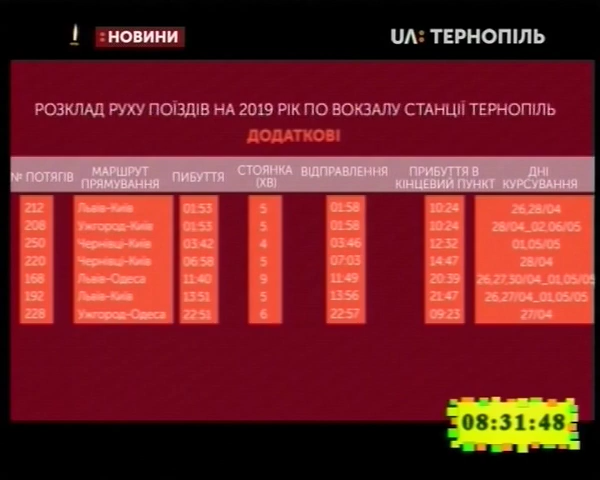 :НОВИНИ
UA: ТЕРНОПІЛЬ
РОЗКЛАД РУХУ ПОЇЗДІВ НА 2019 РІК ПО ВОКЗАЛУ СТАНЦІЇ ТЕРНОПІЛЬ
ДОДАТКОВІ
№ ПОТЯГІВ МАРШРУТ ПРЯМУВАННЯ ПИБУТТЯ СТОЯНКА (ХВ) ВІДПРАВЛЕННЯ ПРИБУТТЯ В КІНЦЕВИЙ ПУНКТ ДНІ КУРСУВАННЯ
212 Львів-Київ 01:53 5 01:58 10:24 26,28/04
208 Ужгород-Київ 01:53 5 01:58 10:24 28/04_02,06/05
250 Чернівці-Київ 03:42 4 03:46 12:32 01,05/05
220 Чернівці-Київ 06:58 5 07:03 14:47 28/04
168 Львів-Одеса 11:40 9 11:49 20:39 26,27,30/04_01,05/05
192 Львів-Київ 13:51 5 13:56 21:47 26,27/04_01,05/05
228 Ужгород-Одеса 22:51 6 22:57 09:23 27/04
08:31:48